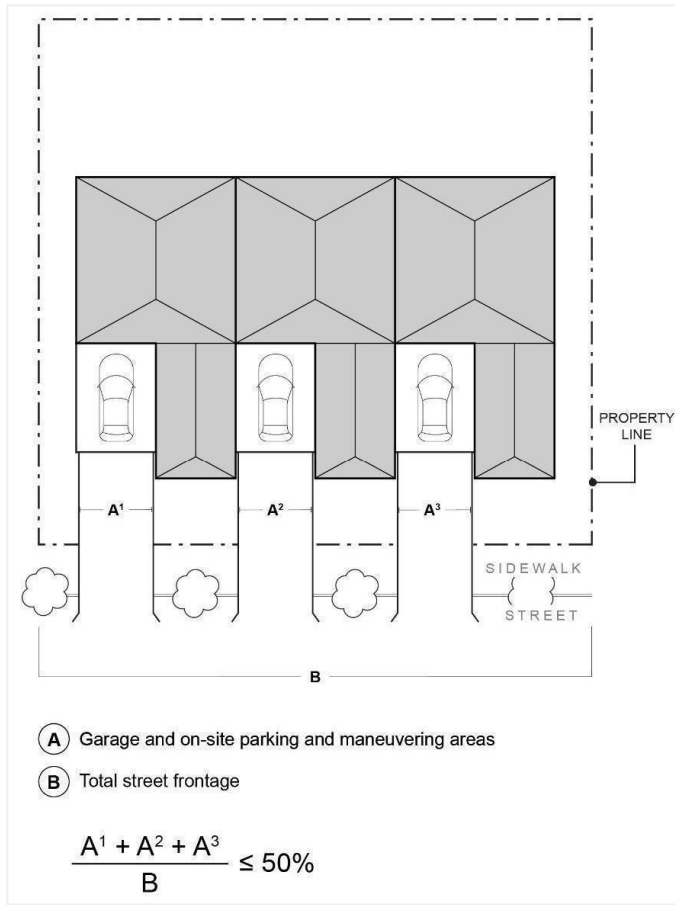 PROPERTY
LINE
A¹
A²
A³
SIDEWALK
STREET
B
A Garage and on-site parking and maneuvering areas
B Total street frontage
A¹ + A² + A³
B
≤ 50%